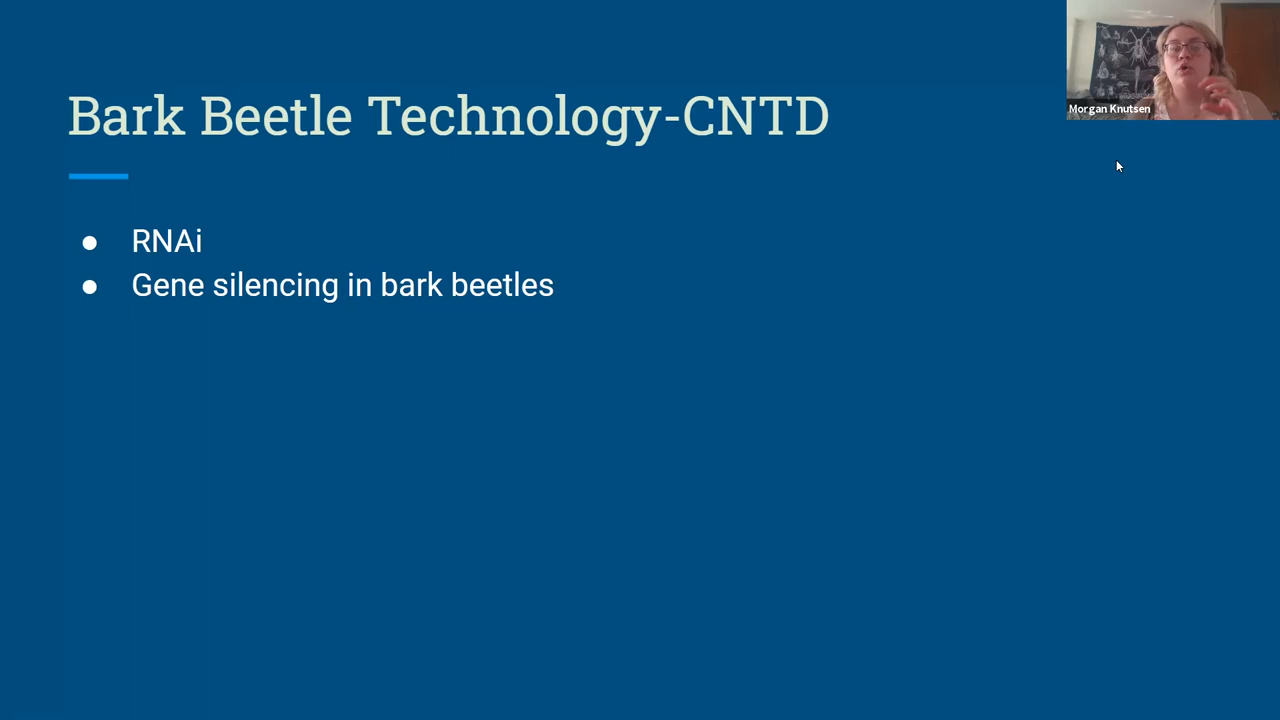 Bark Beetle Technology-CNTD
Morgan Knutsen
● RNAi
● Gene silencing in bark beetles